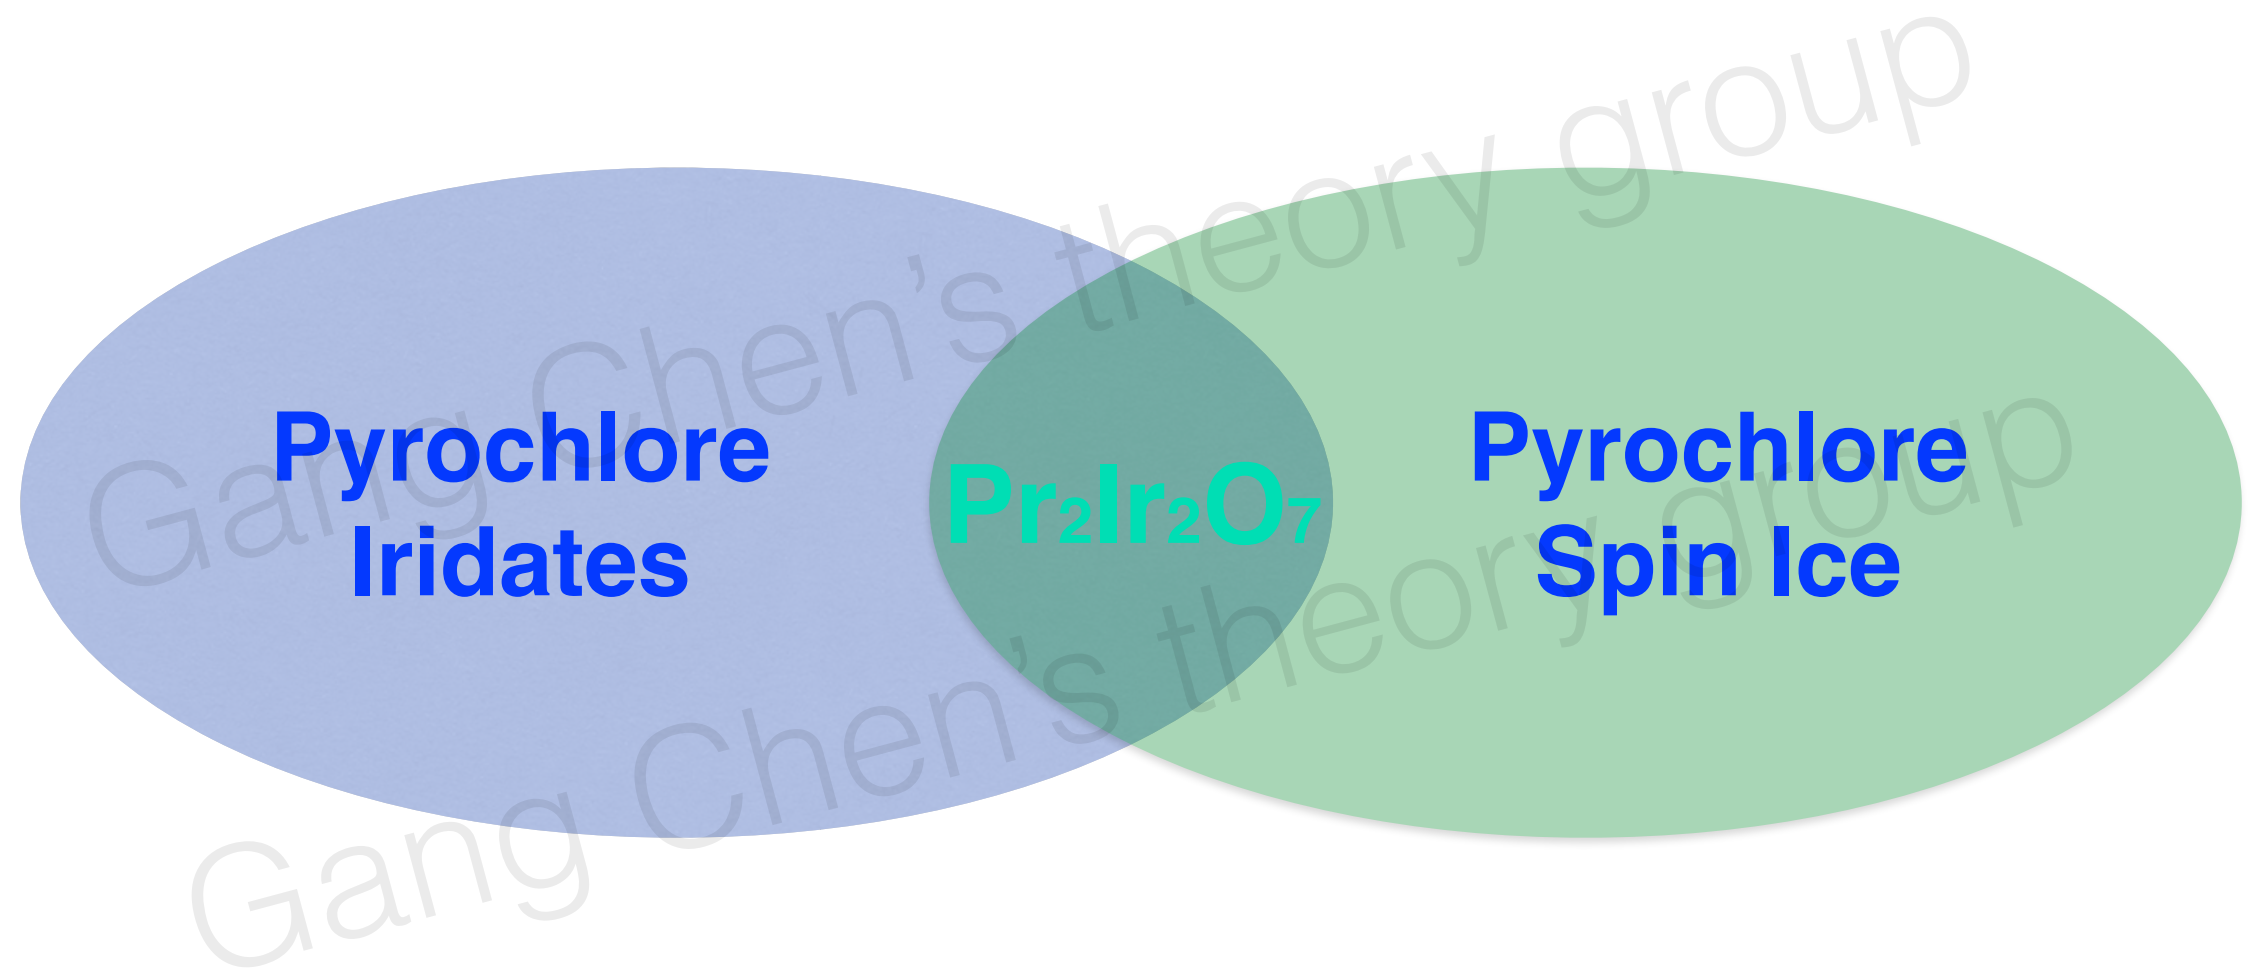 Gang Chen's theory group
Pyrochlore
Iridates
Pr₂Ir₂O₇
Pyrochlore
Spin Ice
Gang Chen's theory group